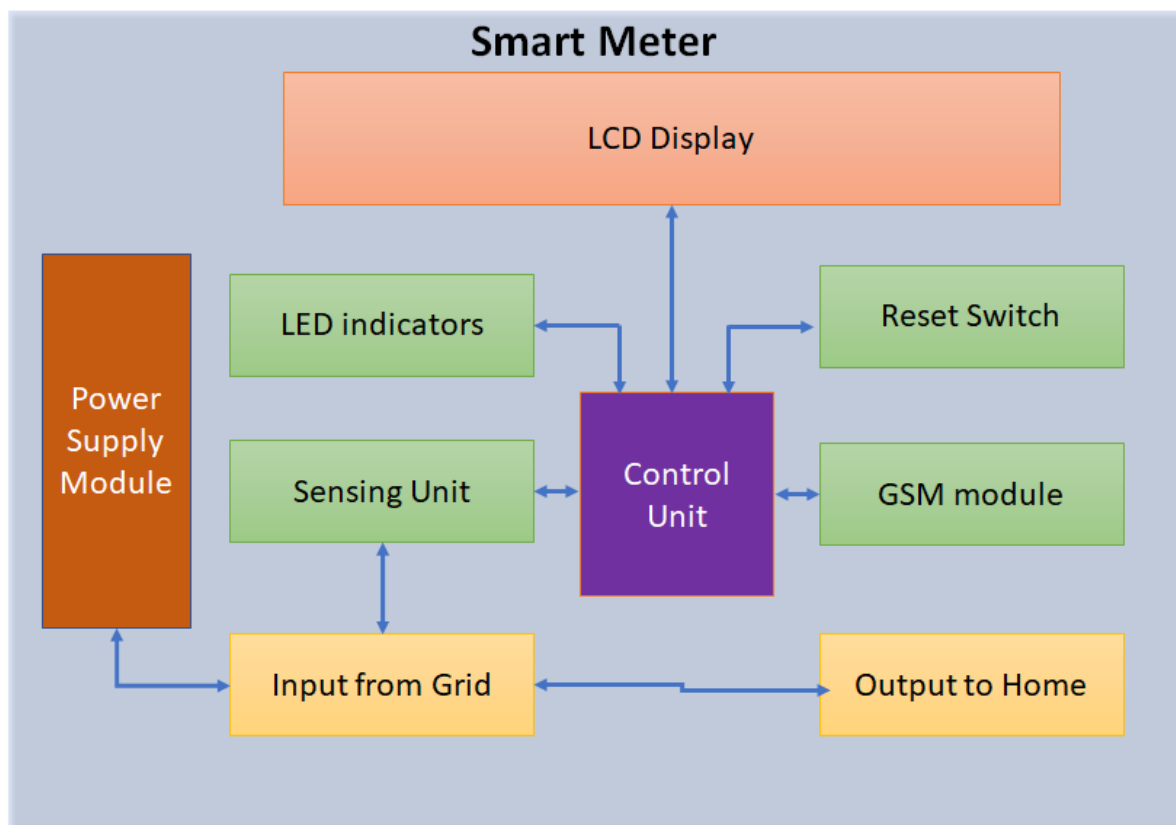 Smart Meter
LCD Display
LED indicators
Reset Switch
Power
Supply
Module
Sensing Unit
Control
Unit
GSM module
Input from Grid
Output to Home